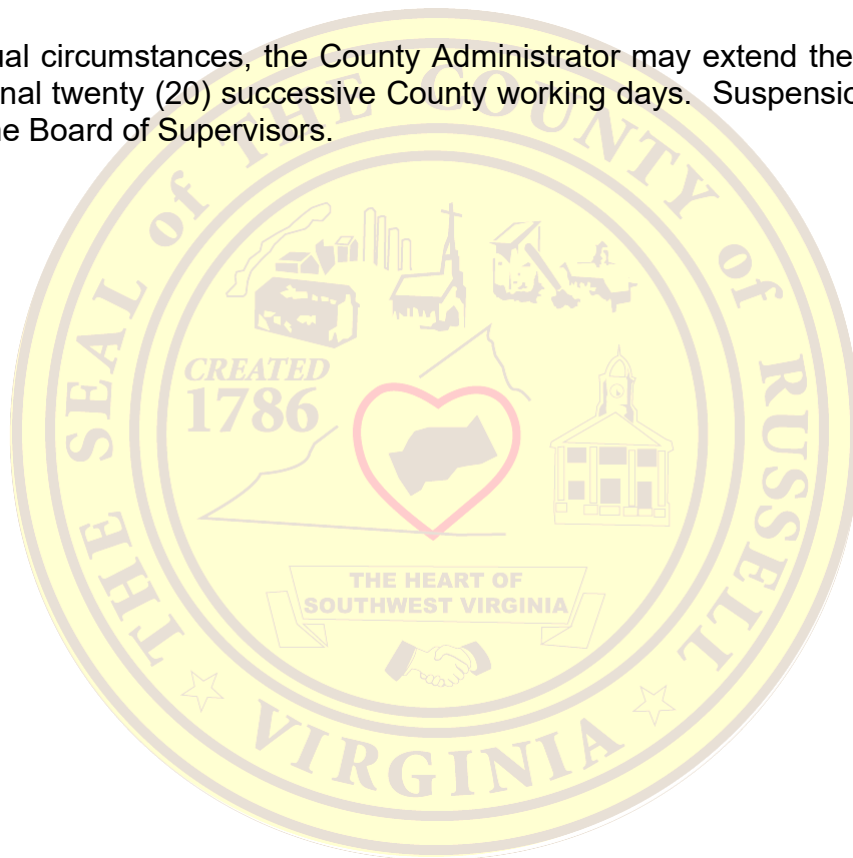 ual circumstances, the County Administrator may extend the
nal twenty (20) successive County working days. Suspensio
e Board of Supervisors.
THE SEAL of THE COUNTY of RUSSELL
CREATED
1786
THE HEART OF
SOUTHWEST VIRGINIA
VIRGINIA